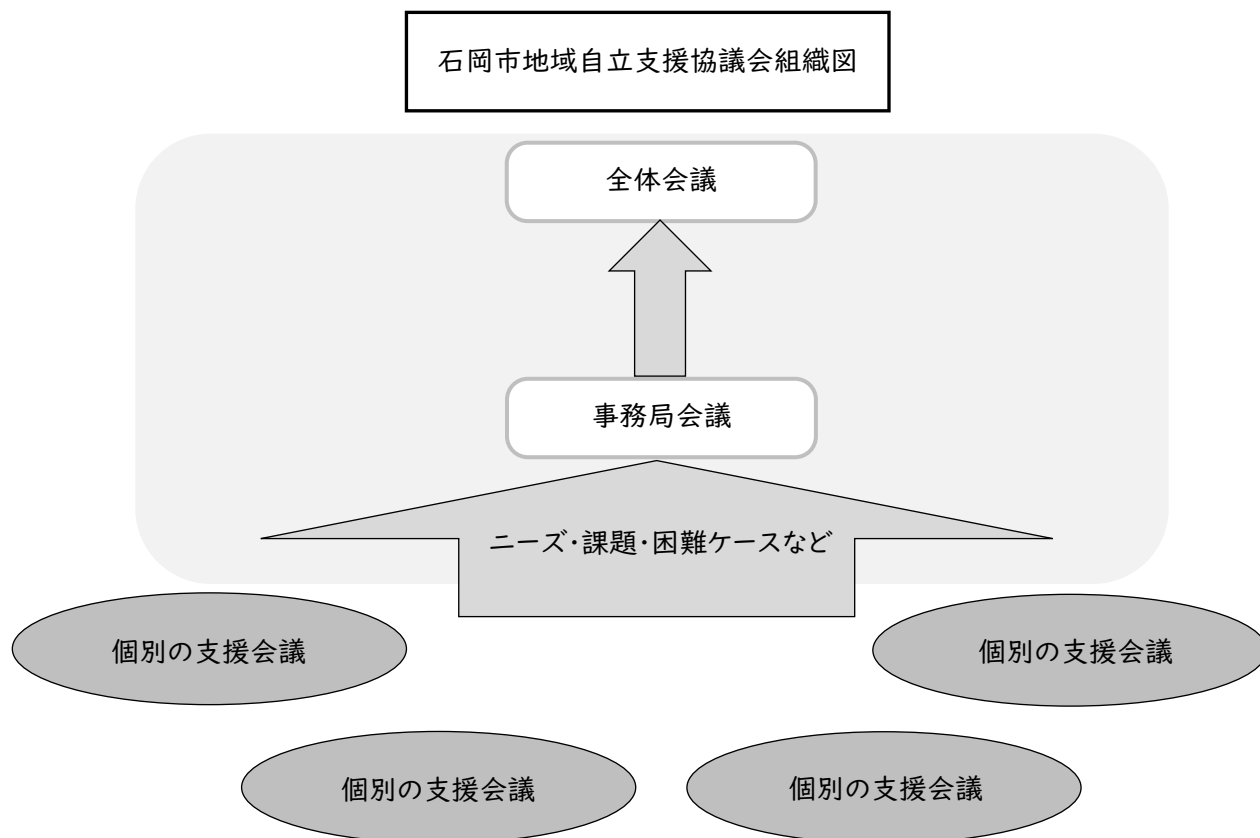 石岡市地域自立支援協議会組織図
全体会議
事務局会議
ニーズ・課題・困難ケースなど
個別の支援会議
個別の支援会議
個別の支援会議
個別の支援会議